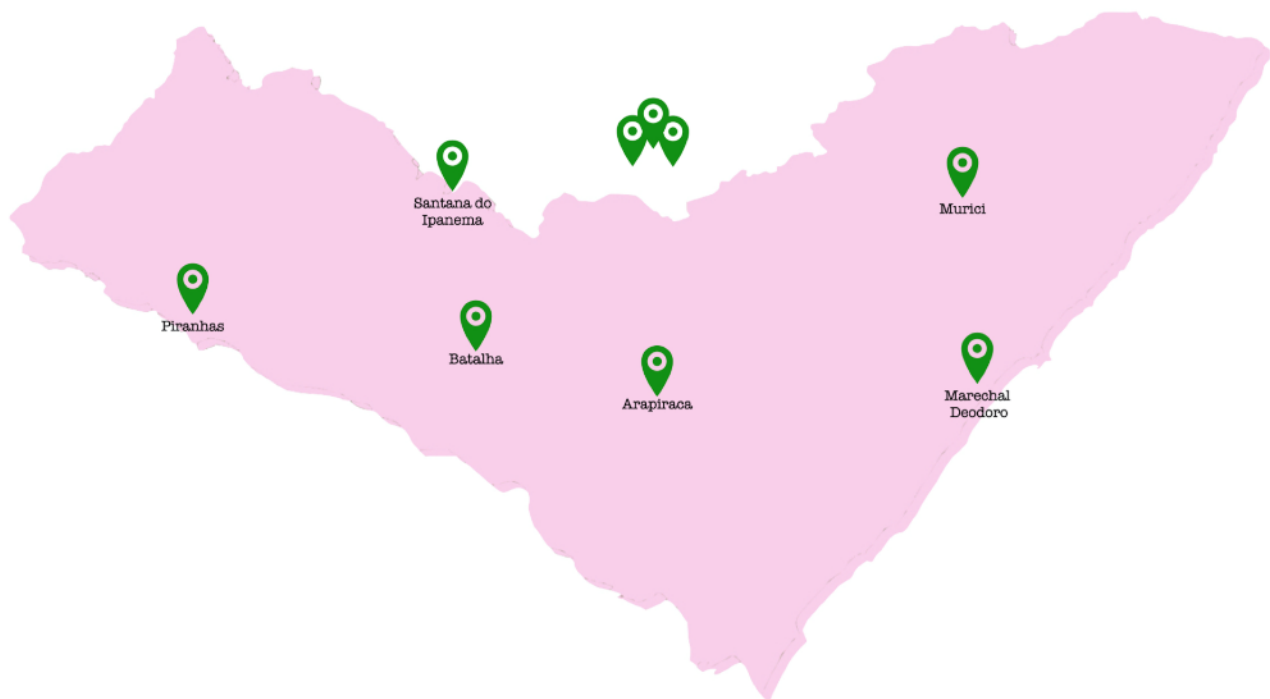 Santana do
Ipanema
Murici
Piranhas
Batalha
Arapiraca
Marechal
Deodoro